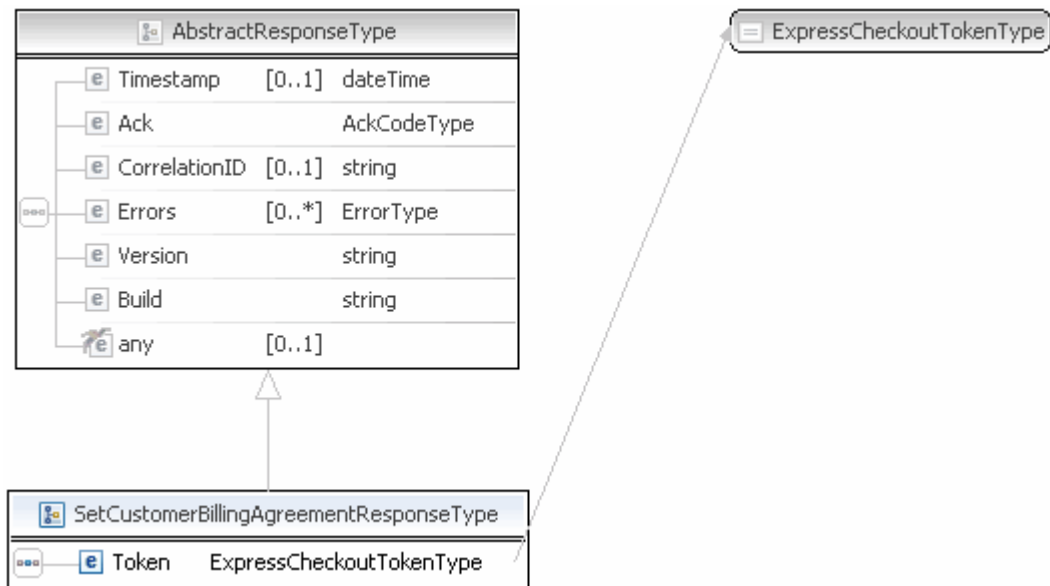 AbstractResponseType
ExpressCheckoutTokenType
e Timestamp [0..1] dateTime
e Ack AckCodeType
e CorrelationID [0..1] string
e Errors [0..*] ErrorType
e Version string
e Build string
e any [0..1]
SetCustomerBillingAgreementResponseType
e Token ExpressCheckoutTokenType